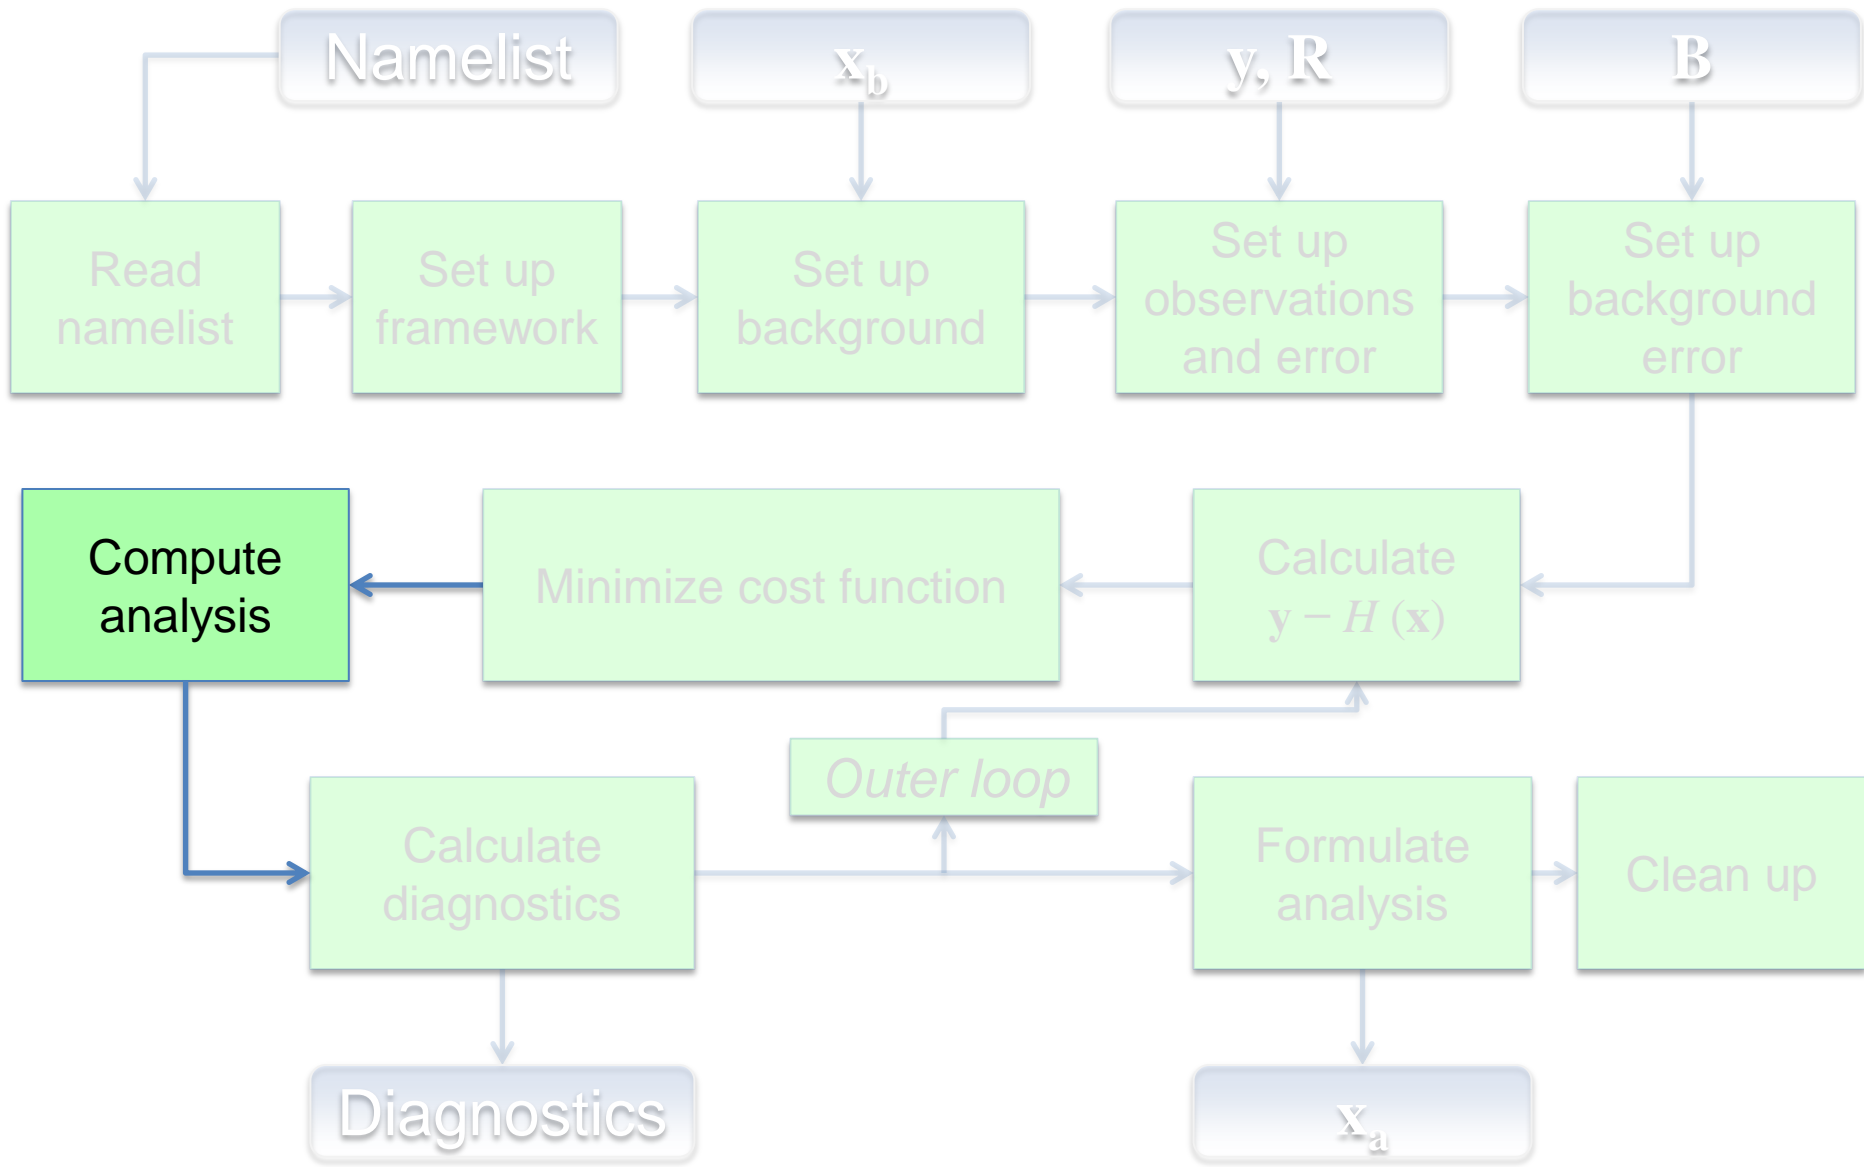 Namelist
x_b
y, R
B
Read
namelist
Set up
framework
Set up
background
Set up
observations
and error
Set up
background
error
Compute
analysis
Minimize cost function
Calculate
y – H (x)
Outer loop
Calculate
diagnostics
Formulate
analysis
Clean up
Diagnostics
x_a